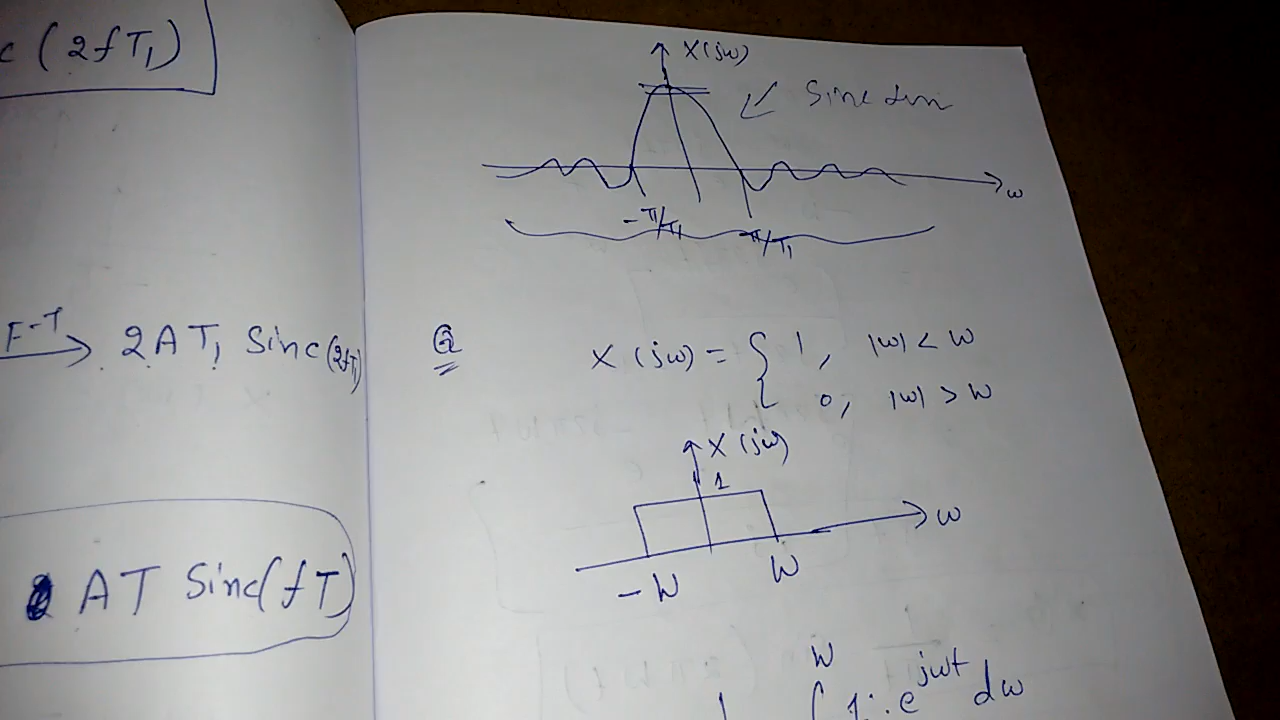 c (2fT₁)
F-T → 2AT₁ Sinc(2fT₁)
AT Sinc(fT)
X(jω)
Sinc
ω
-π/T₁ π/T₁
Q
X(jω) = { 1, |ω| < W
0, |ω| > W
X(jω)
1
ω
-W W
W
∫ 1. e^jωt dω